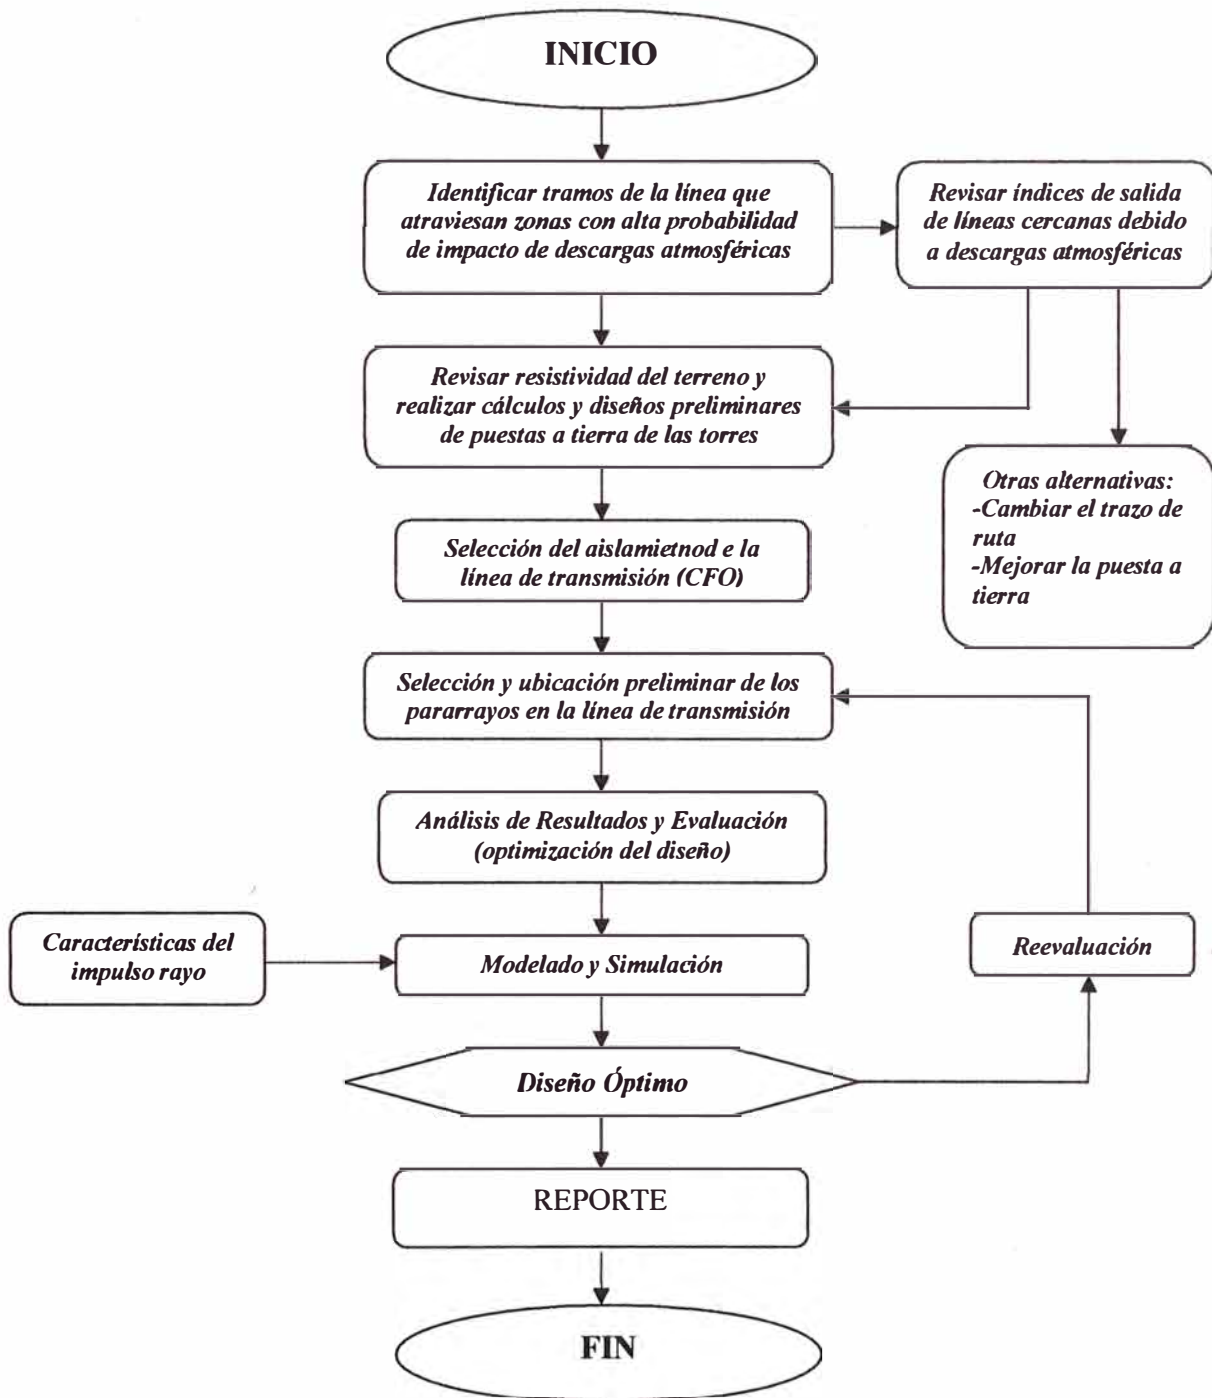 INICIO
Identificar tramos de la línea que
atraviesan zonas con alta probabilidad
de impacto de descargas atmosféricas
Revisar índices de salida
de líneas cercanas debido
a descargas atmosféricas
Revisar resistividad del terreno y
realizar cálculos y diseños preliminares
de puestas a tierra de las torres
Otras alternativas:
-Cambiar el trazo de
ruta
-Mejorar la puesta a
tierra
Selección del aislamietnod e la
línea de transmisión (CFO)
Selección y ubicación preliminar de los
pararrayos en la línea de transmisión
Análisis de Resultados y Evaluación
(optimización del diseño)
Características del
impulso rayo
Modelado y Simulación
Reevaluación
Diseño Óptimo
REPORTE
FIN